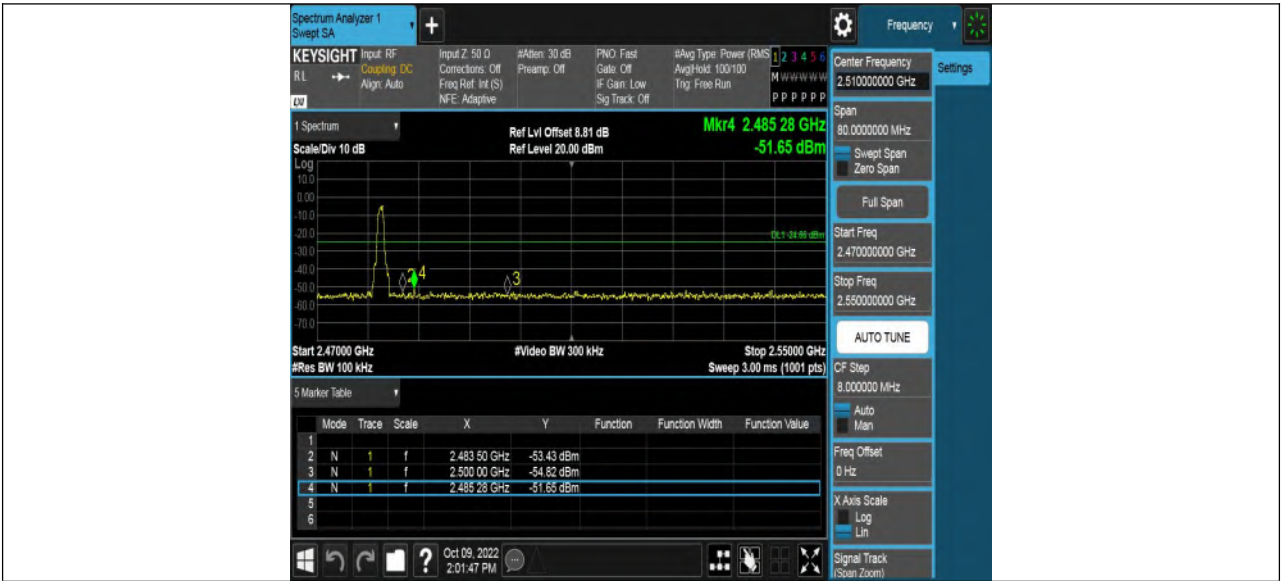 Spectrum Analyzer 1
Swept SA
+
Frequency
KEYSIGHT
RL
LXI
Input: RF
Coupling: DC
Align: Auto
Input Z: 50 Ω
Corrections: Off
Freq Ref: Int (S)
NFE: Adaptive
#Atten: 30 dB
Preamp: Off
PNO: Fast
Gate: Off
IF Gain: Low
Sig Track: Off
#Avg Type: Power (RMS
Avg|Hold: 100/100
Trig: Free Run
1 2 3 4 5 6
M W W W W W
P P P P P P
1 Spectrum
Scale/Div 10 dB
Ref Lvl Offset 8.81 dB
Ref Level 20.00 dBm
Mkr4 2.485 28 GHz
-51.65 dBm
Log
10.0
0.00
-10.0
-20.0
-30.0
-40.0
-50.0
-60.0
-70.0
DL1 -24.66 dBm
2
4
3
Start 2.47000 GHz
#Video BW 300 kHz
Stop 2.55000 GHz
#Res BW 100 kHz
Sweep 3.00 ms (1001 pts)
5 Marker Table
Mode Trace Scale X Y Function Function Width Function Value
1
2 N 1 f 2.483 50 GHz -53.43 dBm
3 N 1 f 2.500 00 GHz -54.82 dBm
4 N 1 f 2.485 28 GHz -51.65 dBm
5
6
?
Oct 09, 2022
2:01:47 PM
Center Frequency
2.510000000 GHz
Settings
Span
80.0000000 MHz
Swept Span
Zero Span
Full Span
Start Freq
2.470000000 GHz
Stop Freq
2.550000000 GHz
AUTO TUNE
CF Step
8.000000 MHz
Auto
Man
Freq Offset
0 Hz
X Axis Scale
Log
Lin
Signal Track
(Span Zoom)